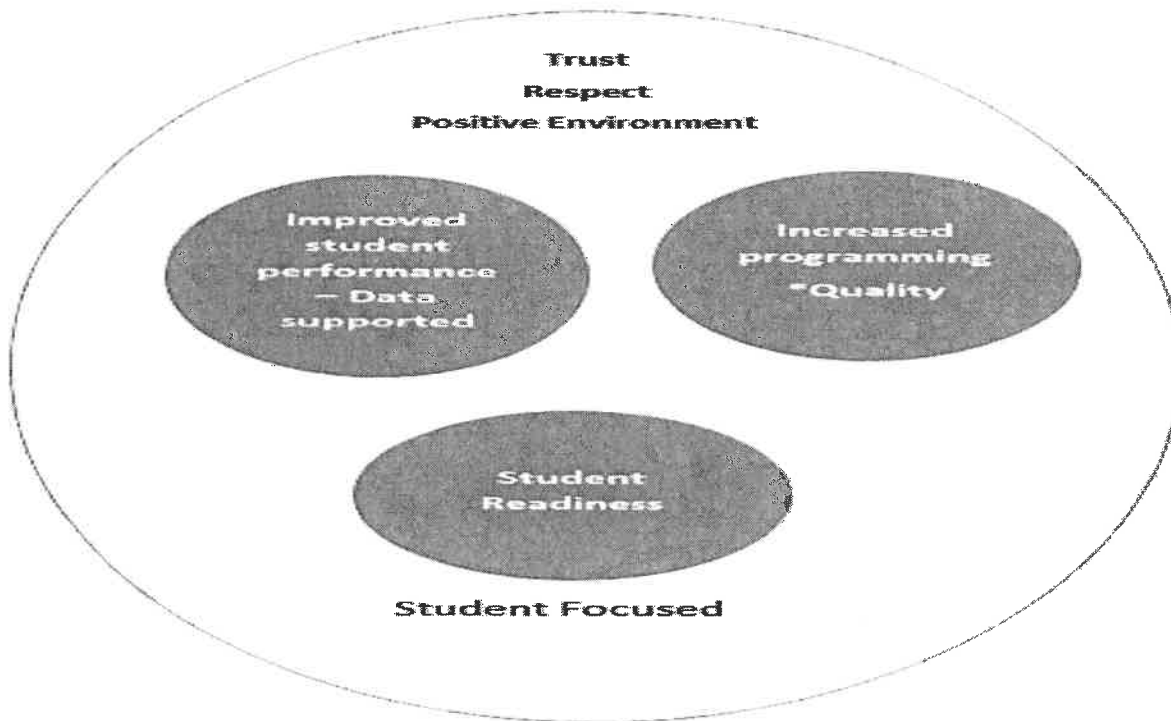 Trust
Respect
Positive Environment
Improved
student
performance
– Data
supported
Increased
programming
*Quality
Student
Readiness
Student Focused